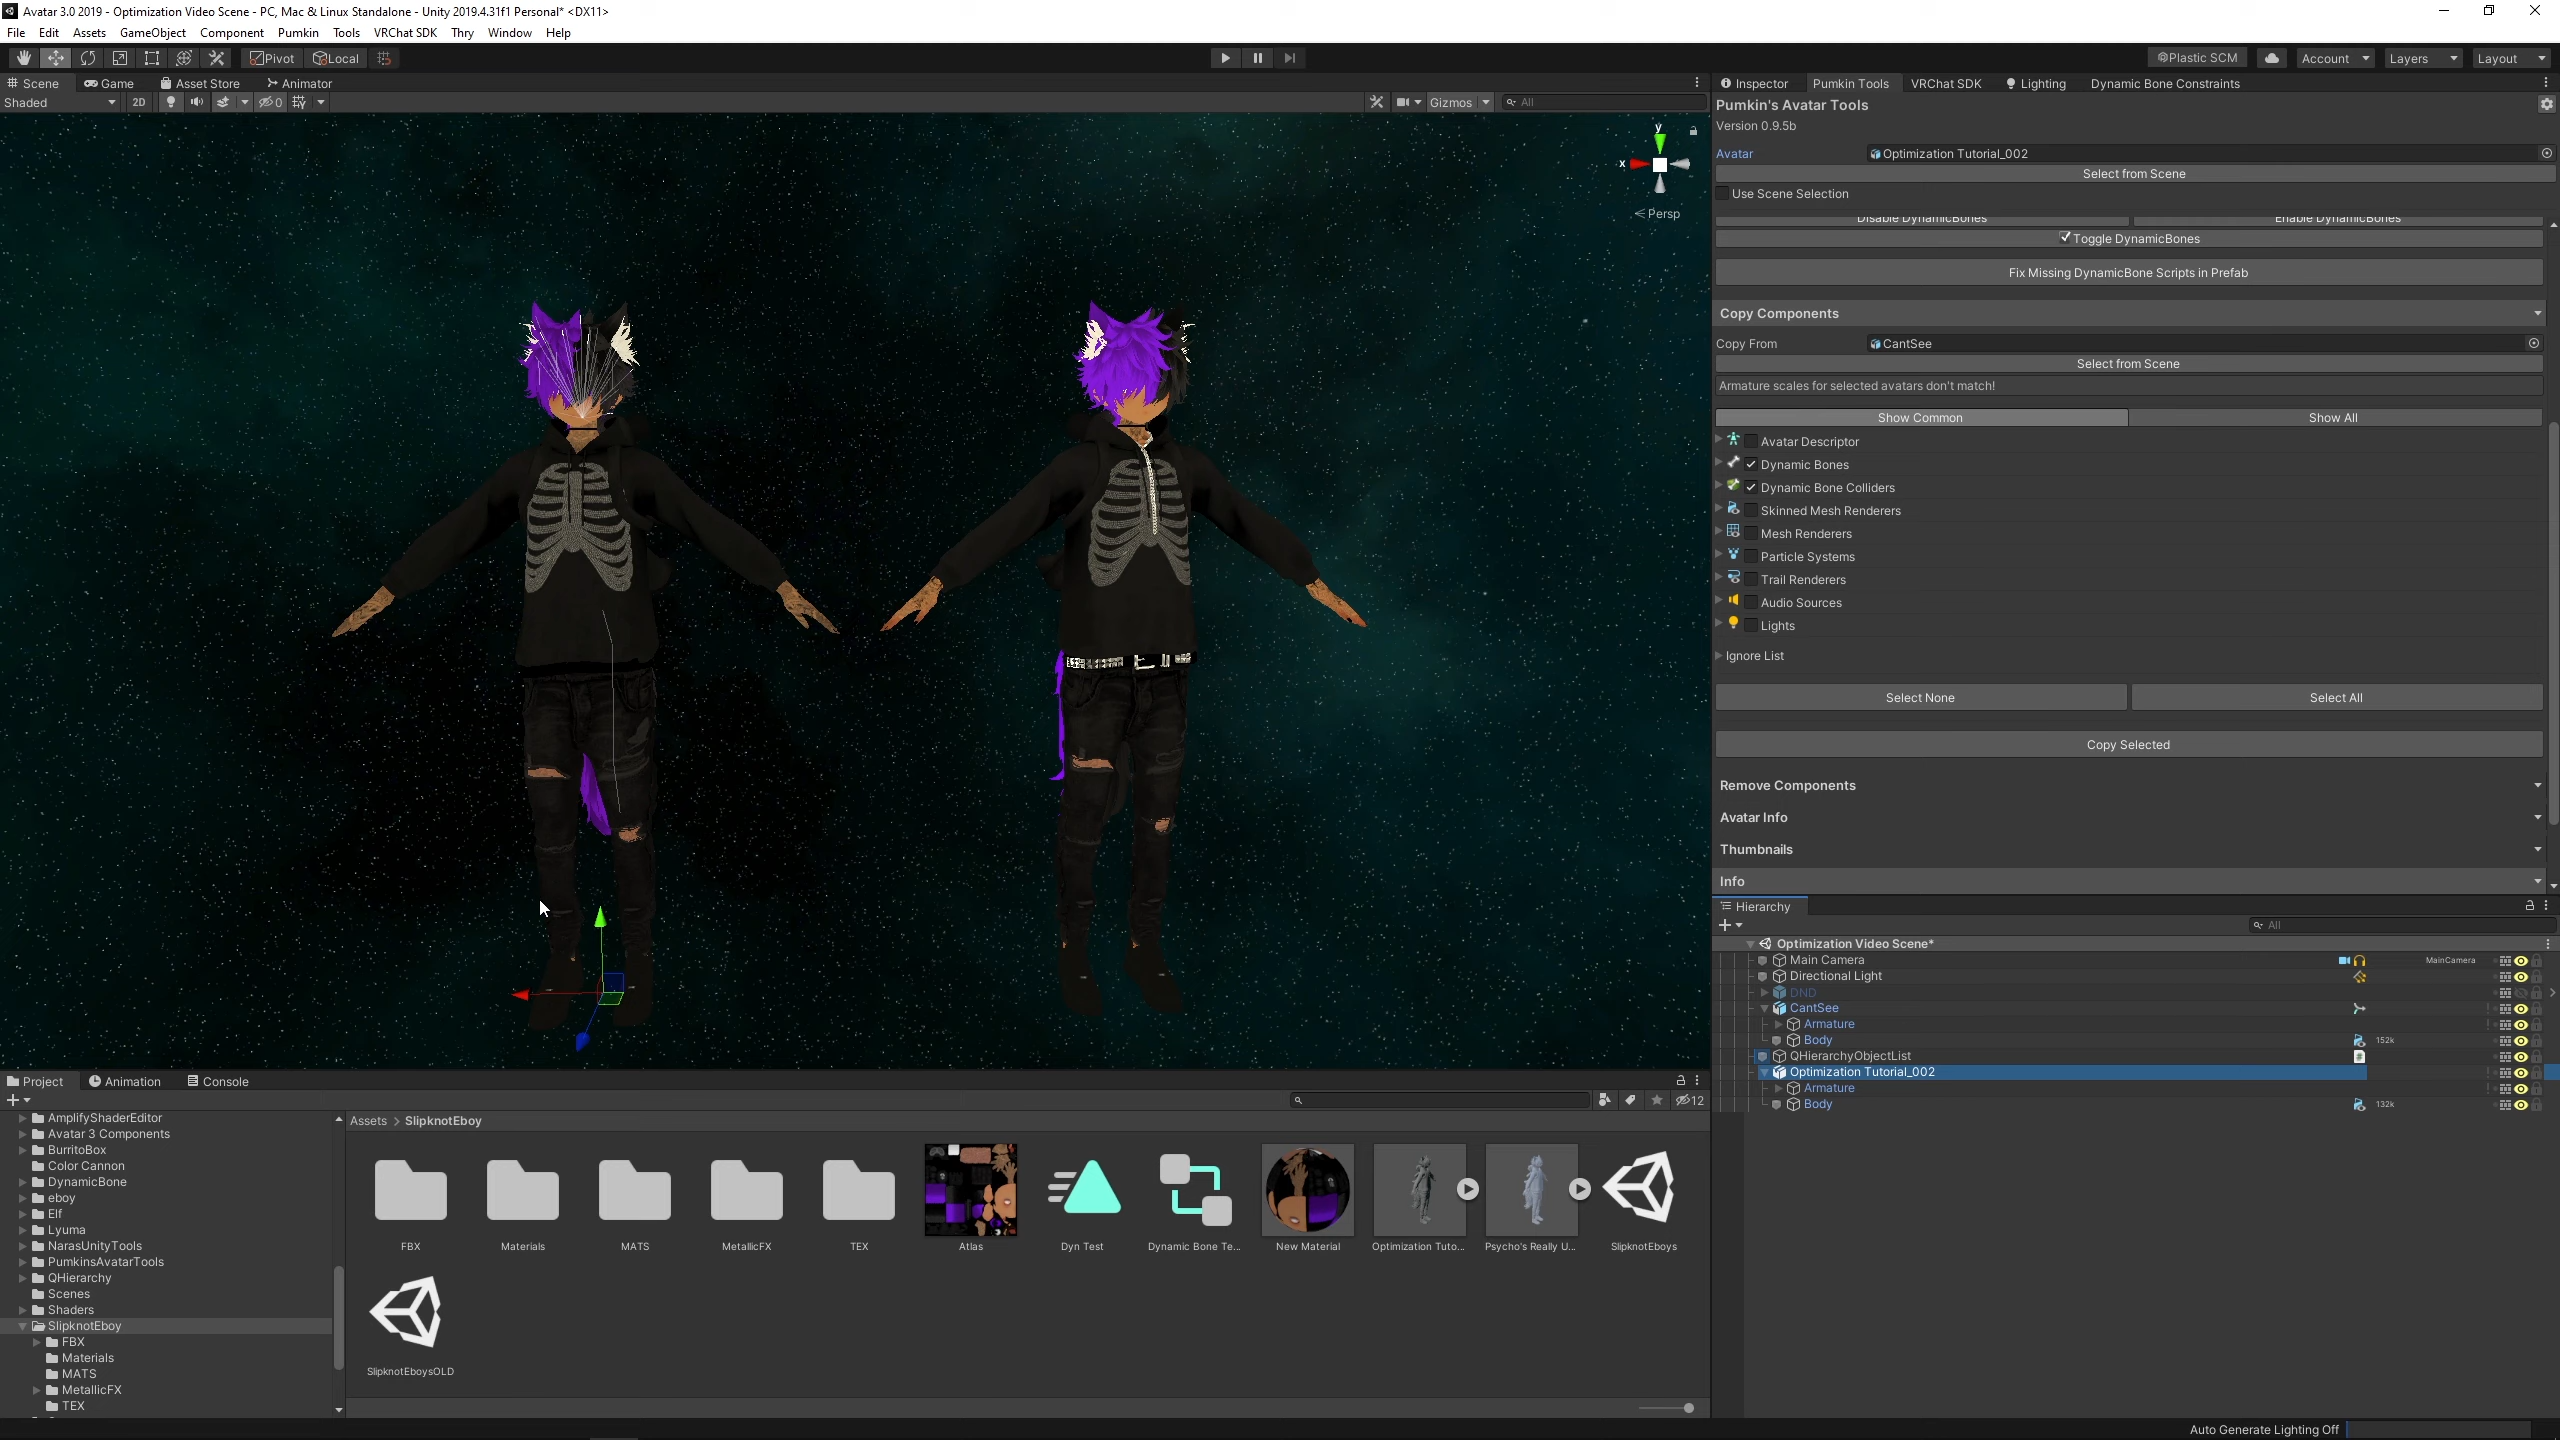 Avatar 3.0 2019 - Optimization Video Scene - PC, Mac & Linux Standalone - Unity 2019.4.31f1 Personal* <DX11>
File Edit Assets GameObject Component Pumkin Tools VRChat SDK Thry Window Help
Pivot Local
Plastic SCM Account Layers Layout
Scene Game Asset Store Animator
Shaded 2D 0 Gizmos All
y
x
Persp
Inspector Pumkin Tools VRChat SDK Lighting Dynamic Bone Constraints
Pumkin's Avatar Tools
Version 0.9.5b
Avatar Optimization Tutorial_002
Select from Scene
Use Scene Selection
Disable DynamicBones Enable DynamicBones
Toggle DynamicBones
Fix Missing DynamicBone Scripts in Prefab
Copy Components
Copy From CantSee
Select from Scene
Armature scales for selected avatars don't match!
Show Common Show All
Avatar Descriptor
Dynamic Bones
Dynamic Bone Colliders
Skinned Mesh Renderers
Mesh Renderers
Particle Systems
Trail Renderers
Audio Sources
Lights
Ignore List
Select None Select All
Copy Selected
Remove Components
Avatar Info
Thumbnails
Info
Hierarchy
All
Optimization Video Scene*
Main Camera MainCamera
Directional Light
DND
CantSee
Armature
Body 152k
QHierarchyObjectList
Optimization Tutorial_002
Armature
Body 132k
Project Animation Console
12
AmplifyShaderEditor
Avatar 3 Components
BurritoBox
Color Cannon
DynamicBone
eboy
Elf
Lyuma
NarasUnityTools
PumkinsAvatarTools
QHierarchy
Scenes
Shaders
SlipknotEboy
FBX
Materials
MATS
MetallicFX
TEX
Assets > SlipknotEboy
FBX Materials MATS MetallicFX TEX Atlas Dyn Test Dynamic Bone Te... New Material Optimization Tuto... Psycho's Really U... SlipknotEboys
SlipknotEboysOLD
Auto Generate Lighting Off